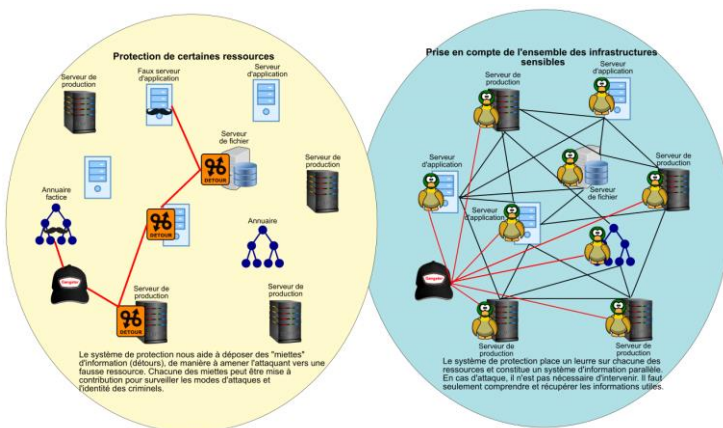 Protection de certaines ressources
Serveur de
production
Faux serveur
d'application
Serveur
d'application
Serveur
de fichier
DETOUR
Serveur de
production
Annuaire
factice
DETOUR
Annuaire
Serveur de
production
DETOUR
Serveur de
production
Le système de protection nous aide à déposer des "miettes"
d'information (détours), de manière à amener l'attaquant vers une
fausse ressource. Chacune des miettes peut être mise à
contribution pour surveiller les modes d'attaques et
l'identité des criminels.
Prise en compte de l'ensemble des infrastructures
sensibles
Serveur de
production
Serveur
d'application
Serveur
d'application
Serveur de
production
Serveur de
fichier
Serveur
d'application
Serveur de
production
Serveur de
production
Le système de protection place un leurre sur chacune des
ressources et constitue un système d'information parallèle.
En cas d'attaque, il n'est pas nécessaire d'intervenir. Il faut
seulement comprendre et récupérer les informations utiles.